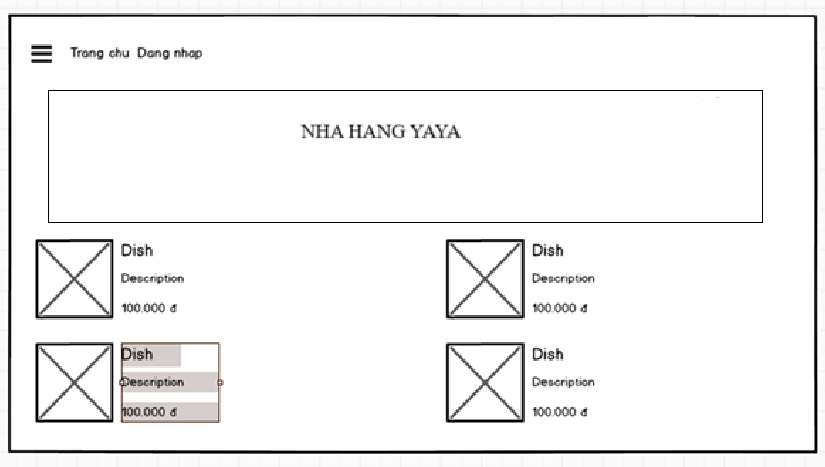 Trang chu Dang nhap
NHA HANG YAYA
Dish
Description
100.000 đ
Dish
Description
100.000 đ
Dish
Description
100.000 đ
Dish
Description
100.000 đ